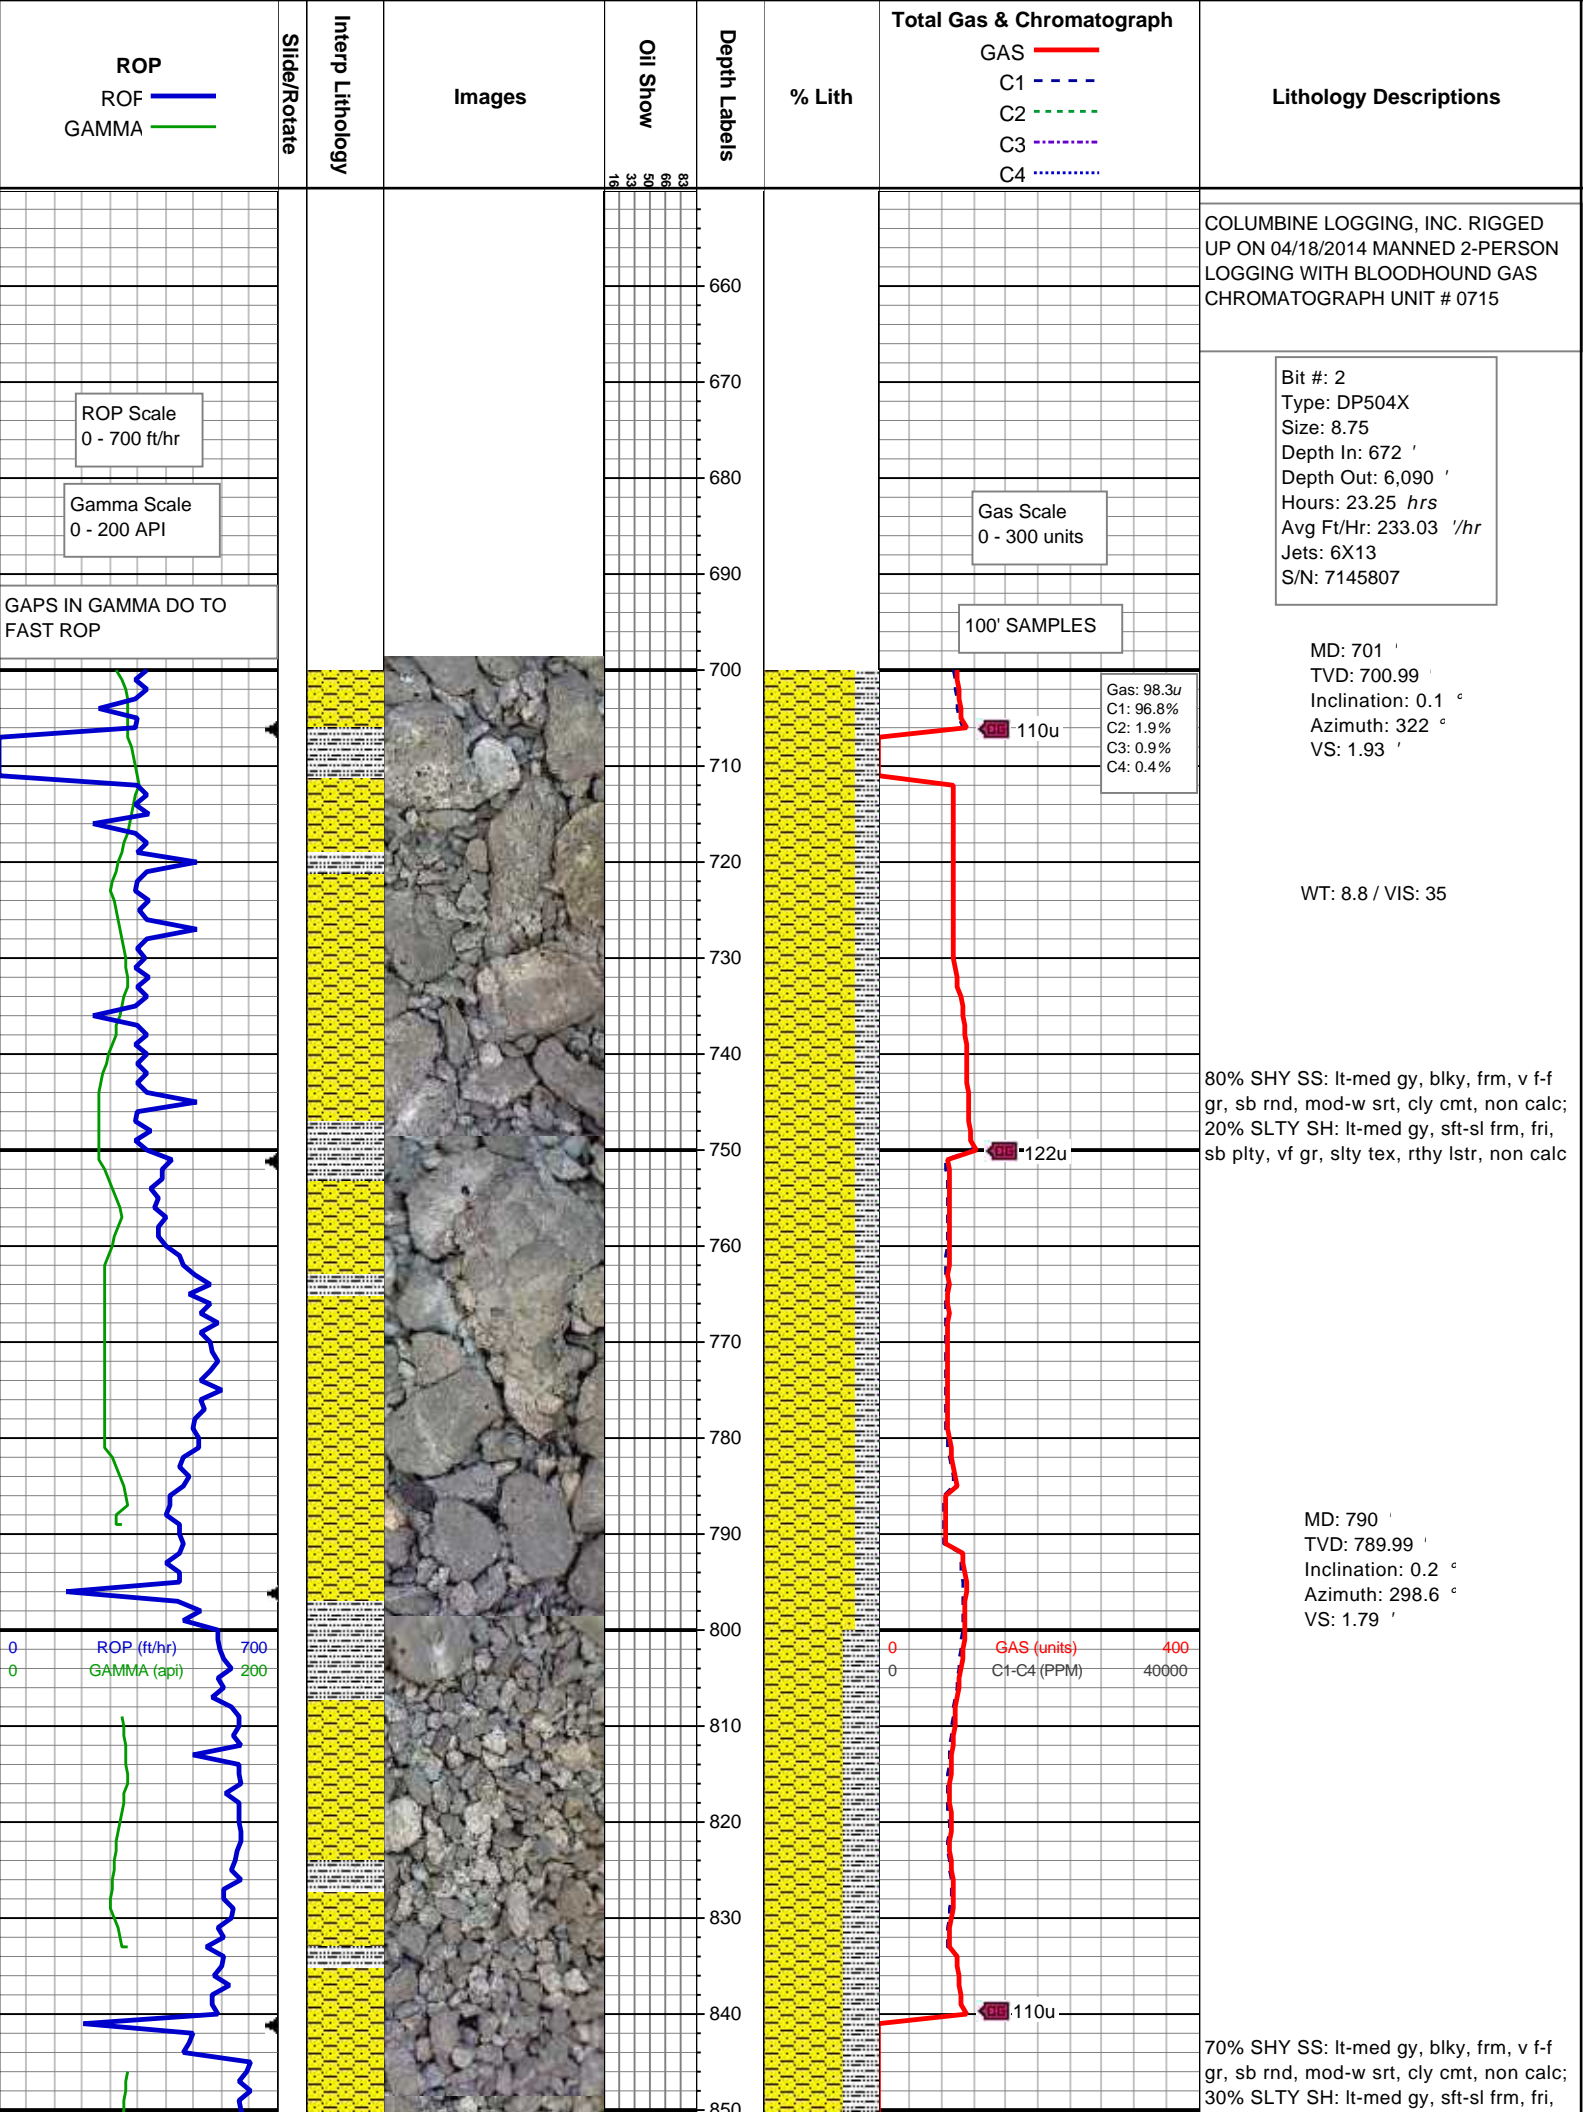 ROP
ROP
GAMMA
Slide/Rotate
Interp Lithology
Images
Oil Show
16 33 50 66 83
Depth Labels
% Lith
Total Gas & Chromatograph
GAS
C1
C2
C3
C4
Lithology Descriptions
COLUMBINE LOGGING, INC. RIGGED
UP ON 04/18/2014 MANNED 2-PERSON
LOGGING WITH BLOODHOUND GAS
CHROMATOGRAPH UNIT # 0715
660
670
ROP Scale
0 - 700 ft/hr
Bit #: 2
Type: DP504X
Size: 8.75
Depth In: 672 '
Depth Out: 6,090 '
Hours: 23.25 hrs
Avg Ft/Hr: 233.03 '/hr
Jets: 6X13
S/N: 7145807
680
Gamma Scale
0 - 200 API
Gas Scale
0 - 300 units
690
GAPS IN GAMMA DO TO
FAST ROP
100' SAMPLES
700
MD: 701 '
TVD: 700.99 '
Inclination: 0.1 °
Azimuth: 322 °
VS: 1.93 '
Gas: 98.3u
C1: 96.8%
C2: 1.9%
C3: 0.9%
C4: 0.4%
110u
710
720
WT: 8.8 / VIS: 35
730
740
80% SHY SS: lt-med gy, blky, frm, v f-f
gr, sb rnd, mod-w srt, cly cmt, non calc;
20% SLTY SH: lt-med gy, sft-sl frm, fri,
sb plty, vf gr, slty tex, rthy lstr, non calc
750
122u
760
770
780
790
MD: 790 '
TVD: 789.99 '
Inclination: 0.2 °
Azimuth: 298.6 °
VS: 1.79 '
800
0 ROP (ft/hr) 700
0 GAMMA (api) 200
0 GAS (units) 400
0 C1-C4 (PPM) 40000
810
820
830
840
110u
70% SHY SS: lt-med gy, blky, frm, v f-f
gr, sb rnd, mod-w srt, cly cmt, non calc;
30% SLTY SH: lt-med gy, sft-sl frm, fri,
850